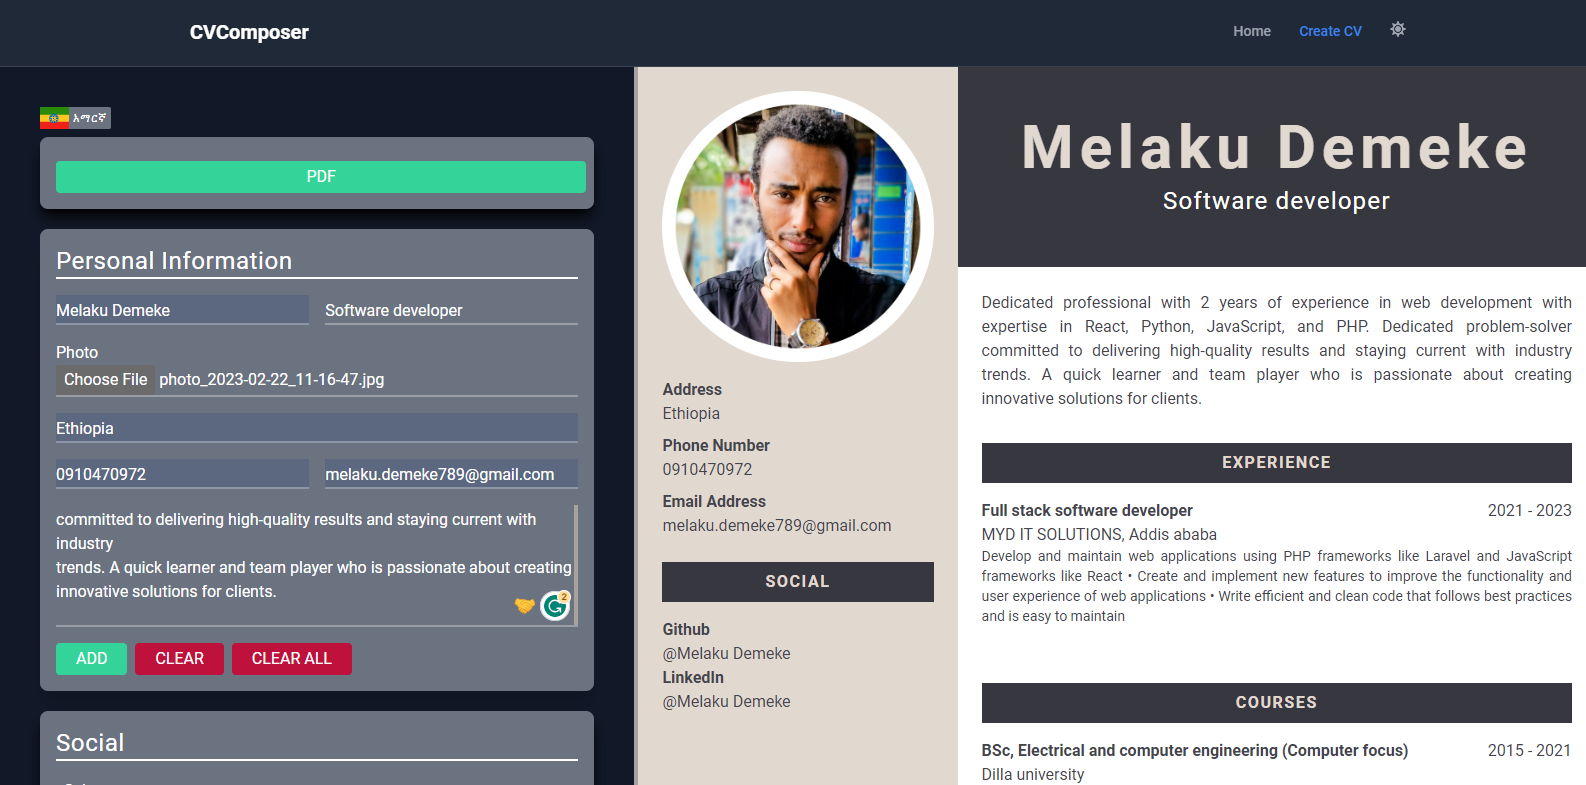 CVComposer
Home
Create CV
አማርኛ
PDF
Personal Information
Melaku Demeke
Software developer
Photo
Choose File photo_2023-02-22_11-16-47.jpg
Ethiopia
0910470972
melaku.demeke789@gmail.com
committed to delivering high-quality results and staying current with
industry
trends. A quick learner and team player who is passionate about creating
innovative solutions for clients.
2
ADD
CLEAR
CLEAR ALL
Social
Address
Ethiopia
Phone Number
0910470972
Email Address
melaku.demeke789@gmail.com
SOCIAL
Github
@Melaku Demeke
LinkedIn
@Melaku Demeke
Melaku Demeke
Software developer
Dedicated professional with 2 years of experience in web development with
expertise in React, Python, JavaScript, and PHP. Dedicated problem-solver
committed to delivering high-quality results and staying current with industry
trends. A quick learner and team player who is passionate about creating
innovative solutions for clients.
EXPERIENCE
Full stack software developer 2021 - 2023
MYD IT SOLUTIONS, Addis ababa
Develop and maintain web applications using PHP frameworks like Laravel and JavaScript
frameworks like React • Create and implement new features to improve the functionality and
user experience of web applications • Write efficient and clean code that follows best practices
and is easy to maintain
COURSES
BSc, Electrical and computer engineering (Computer focus) 2015 - 2021
Dilla university